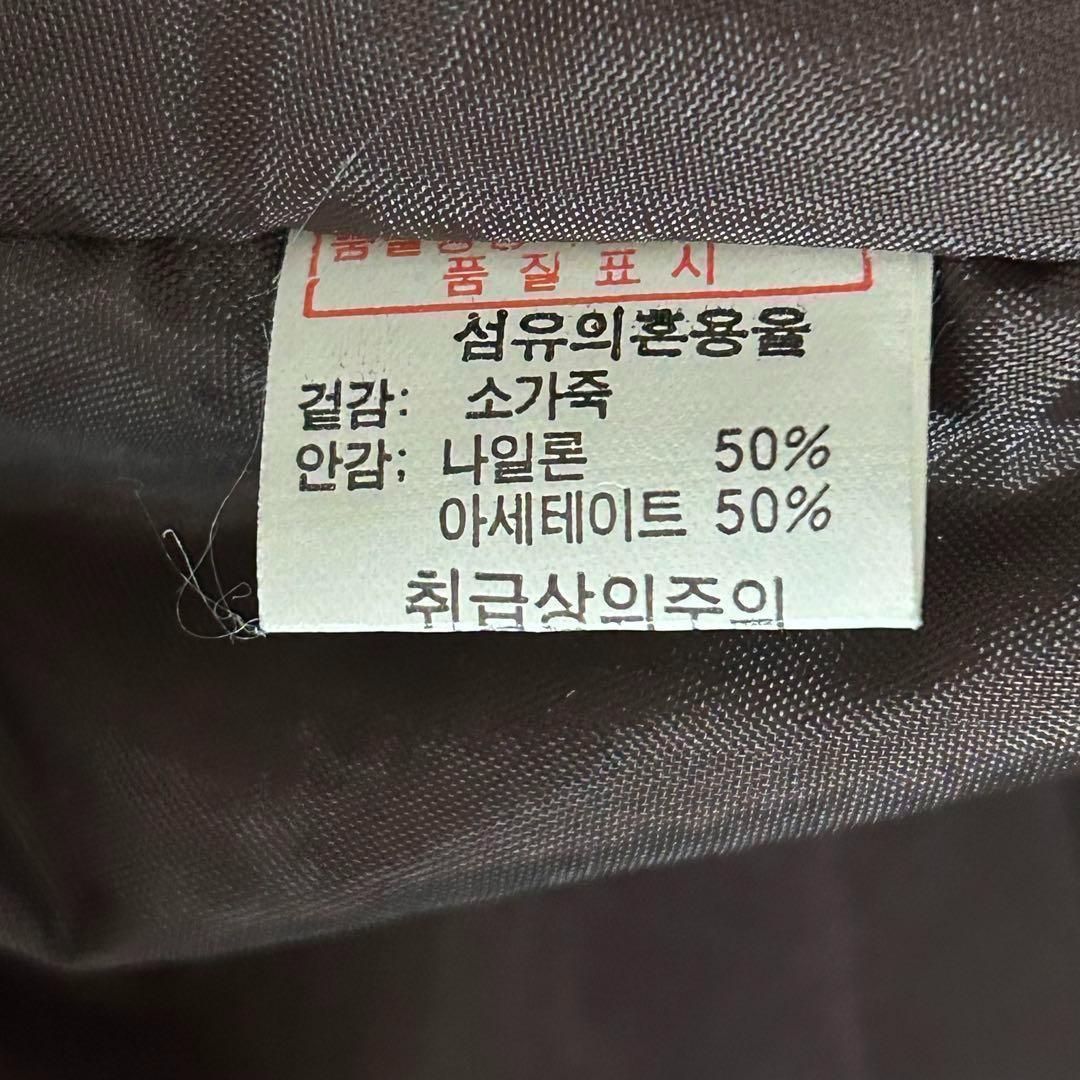 품 질 표 시
섬유의혼용율
겉감: 소가죽
안감; 나일론 50%
아세테이트 50%
취급상의주의